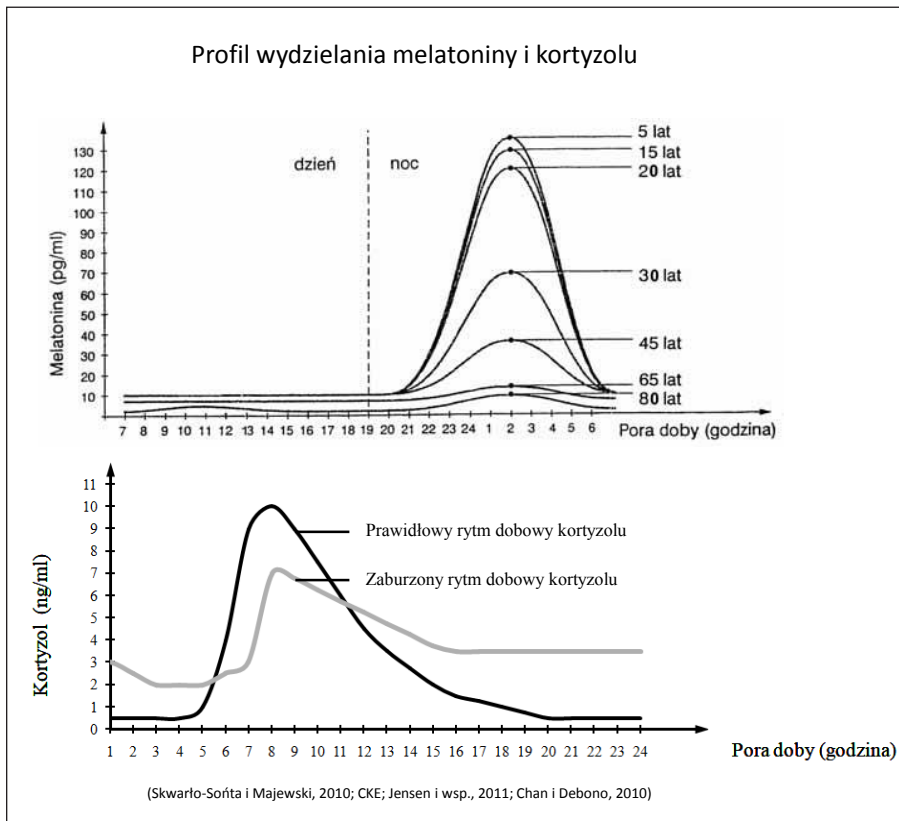 Profil wydzielania melatoniny i kortyzolu
Melatonina (pg/ml)
130
120
110
100
90
80
70
60
50
40
30
20
10
dzień noc
5 lat
15 lat
20 lat
30 lat
45 lat
65 lat
80 lat
7 8 9 10 11 12 13 14 15 16 17 18 19 20 21 22 23 24 1 2 3 4 5 6 Pora doby (godzina)
Kortyzol (ng/ml)
11
10
9
8
7
6
5
4
3
2
1
0
Prawidłowy rytm dobowy kortyzolu
Zaburzony rytm dobowy kortyzolu
1 2 3 4 5 6 7 8 9 10 11 12 13 14 15 16 17 18 19 20 21 22 23 24
Pora doby (godzina)
(Skwarło-Sońta i Majewski, 2010; CKE; Jensen i wsp., 2011; Chan i Debono, 2010)